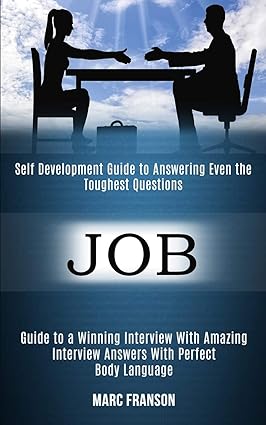 Self Development Guide to Answering Even the
Toughest Questions
JOB
Guide to a Winning Interview With Amazing
Interview Answers With Perfect
Body Language
MARC FRANSON